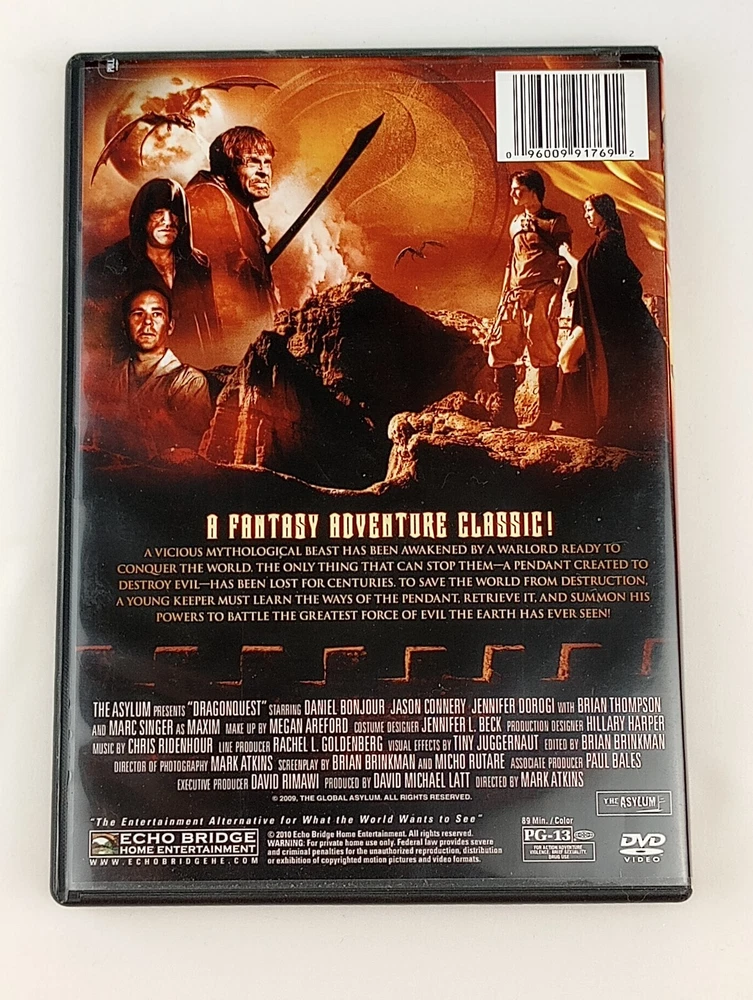 PULL
0 96009 91769 2
A FANTASY ADVENTURE CLASSIC!
A VICIOUS MYTHOLOGICAL BEAST HAS BEEN AWAKENED BY A WARLORD READY TO
CONQUER THE WORLD. THE ONLY THING THAT CAN STOP THEM—A PENDANT CREATED TO
DESTROY EVIL—HAS BEEN LOST FOR CENTURIES. TO SAVE THE WORLD FROM DESTRUCTION,
A YOUNG KEEPER MUST LEARN THE WAYS OF THE PENDANT, RETRIEVE IT, AND SUMMON HIS
POWERS TO BATTLE THE GREATEST FORCE OF EVIL THE EARTH HAS EVER SEEN!
THE ASYLUM PRESENTS "DRAGONQUEST" STARRING DANIEL BONJOUR JASON CONNERY JENNIFER DOROGI WITH BRIAN THOMPSON
AND MARC SINGER AS MAXIM MAKE UP BY MEGAN AREFORD COSTUME DESIGNER JENNIFER L. BECK PRODUCTION DESIGNER HILLARY HARPER
MUSIC BY CHRIS RIDENHOUR LINE PRODUCER RACHEL L. GOLDENBERG VISUAL EFFECTS BY TINY JUGGERNAUT EDITED BY BRIAN BRINKMAN
DIRECTOR OF PHOTOGRAPHY MARK ATKINS SCREENPLAY BY BRIAN BRINKMAN AND MICHO RUTARE ASSOCIATE PRODUCER PAUL BALES
EXECUTIVE PRODUCER DAVID RIMAWI PRODUCED BY DAVID MICHAEL LATT DIRECTED BY MARK ATKINS
© 2009, THE GLOBAL ASYLUM. ALL RIGHTS RESERVED.
THE ASYLUM
"The Entertainment Alternative for What the World Wants to See"
ECHO BRIDGE
HOME ENTERTAINMENT
WWW.ECHOBRIDGEHE.COM
© 2010 Echo Bridge Home Entertainment. All rights reserved.
WARNING: For private home use only. Federal law provides severe
and criminal penalties for the unauthorized reproduction, distribution
or exhibition of copyrighted motion pictures and video formats.
89 Min. / Color
PG-13
FOR ACTION ADVENTURE
VIOLENCE, BRIEF SEXUALITY,
DRUG USE
DVD
VIDEO